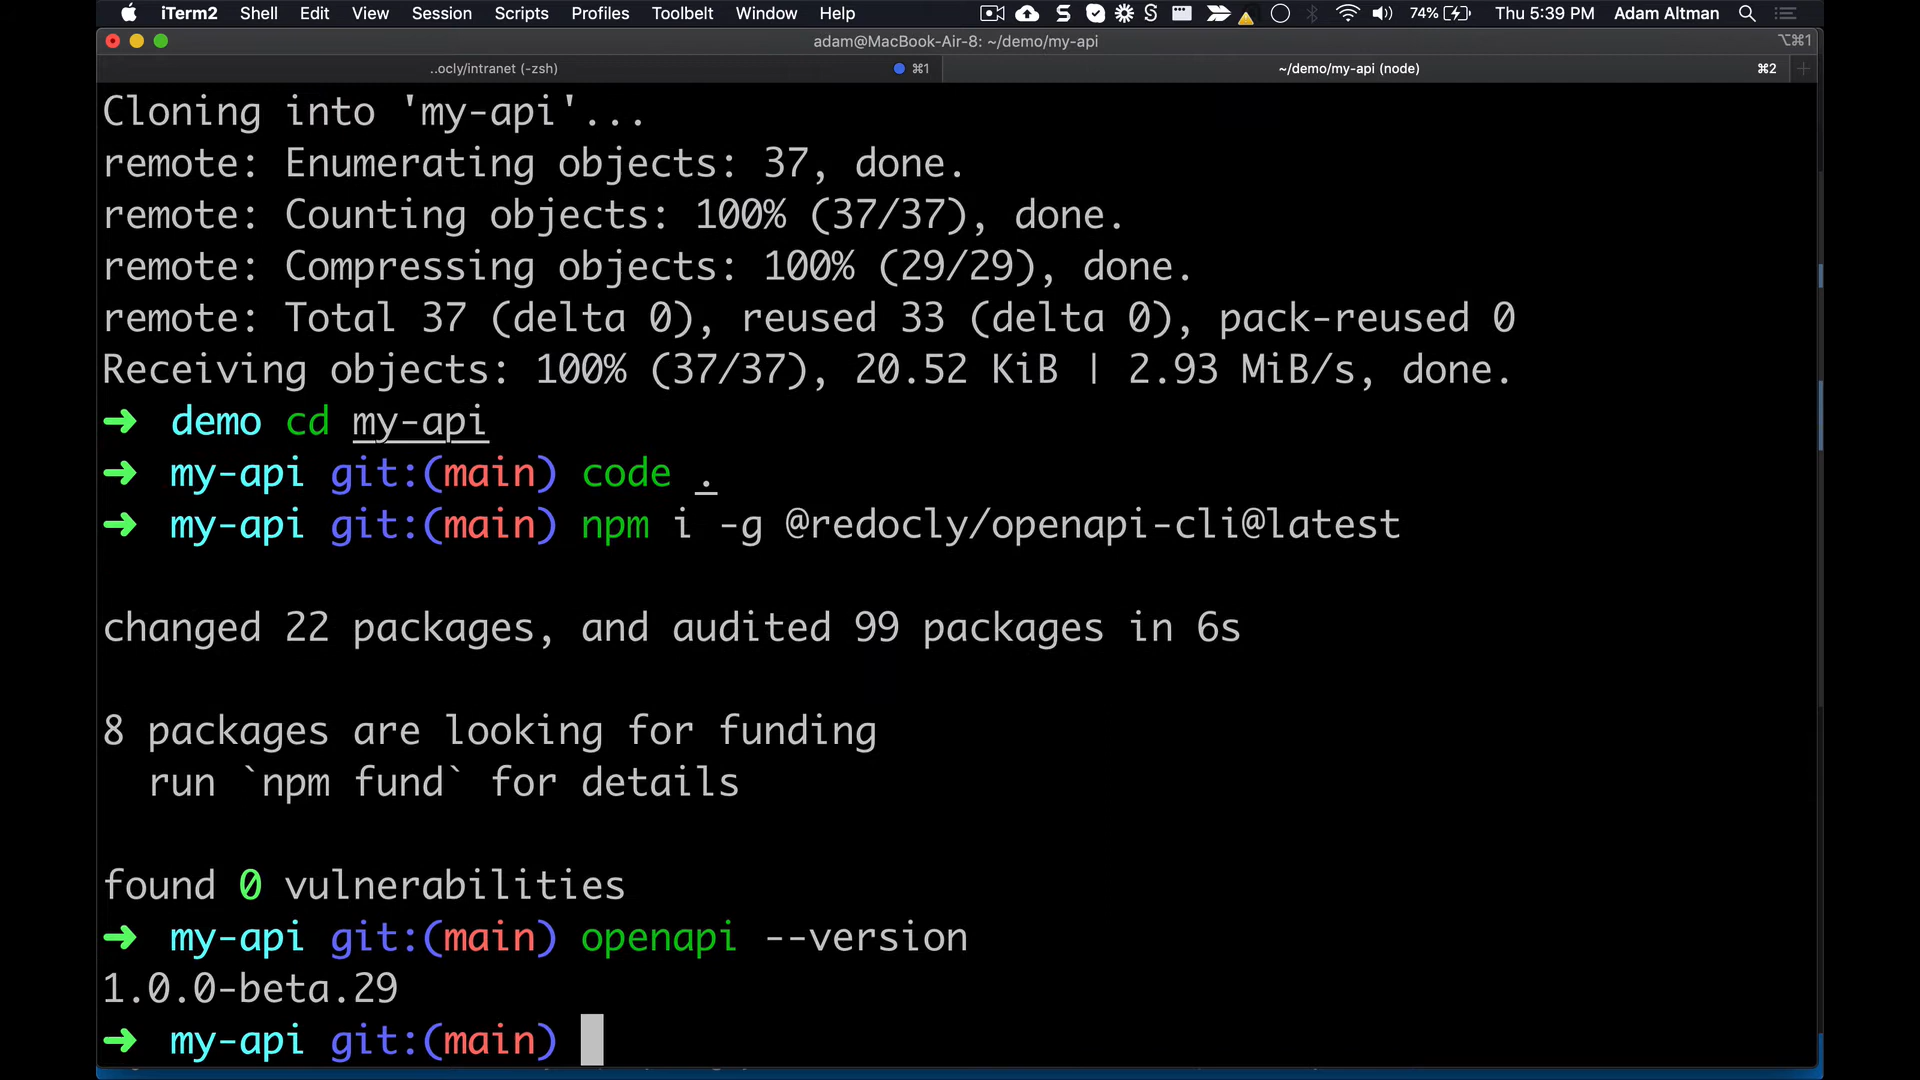 iTerm2 Shell Edit View Session Scripts Profiles Toolbelt Window Help 74% Thu 5:39 PM Adam Altman
adam@MacBook-Air-8: ~/demo/my-api ⌥⌘1
..ocly/intranet (-zsh) ⌘1 ~/demo/my-api (node) ⌘2 +
Cloning into 'my-api'...
remote: Enumerating objects: 37, done.
remote: Counting objects: 100% (37/37), done.
remote: Compressing objects: 100% (29/29), done.
remote: Total 37 (delta 0), reused 33 (delta 0), pack-reused 0
Receiving objects: 100% (37/37), 20.52 KiB | 2.93 MiB/s, done.
➜ demo cd my-api
➜ my-api git:(main) code .
➜ my-api git:(main) npm i -g @redocly/openapi-cli@latest
changed 22 packages, and audited 99 packages in 6s
8 packages are looking for funding
run `npm fund` for details
found 0 vulnerabilities
➜ my-api git:(main) openapi --version
1.0.0-beta.29
➜ my-api git:(main)